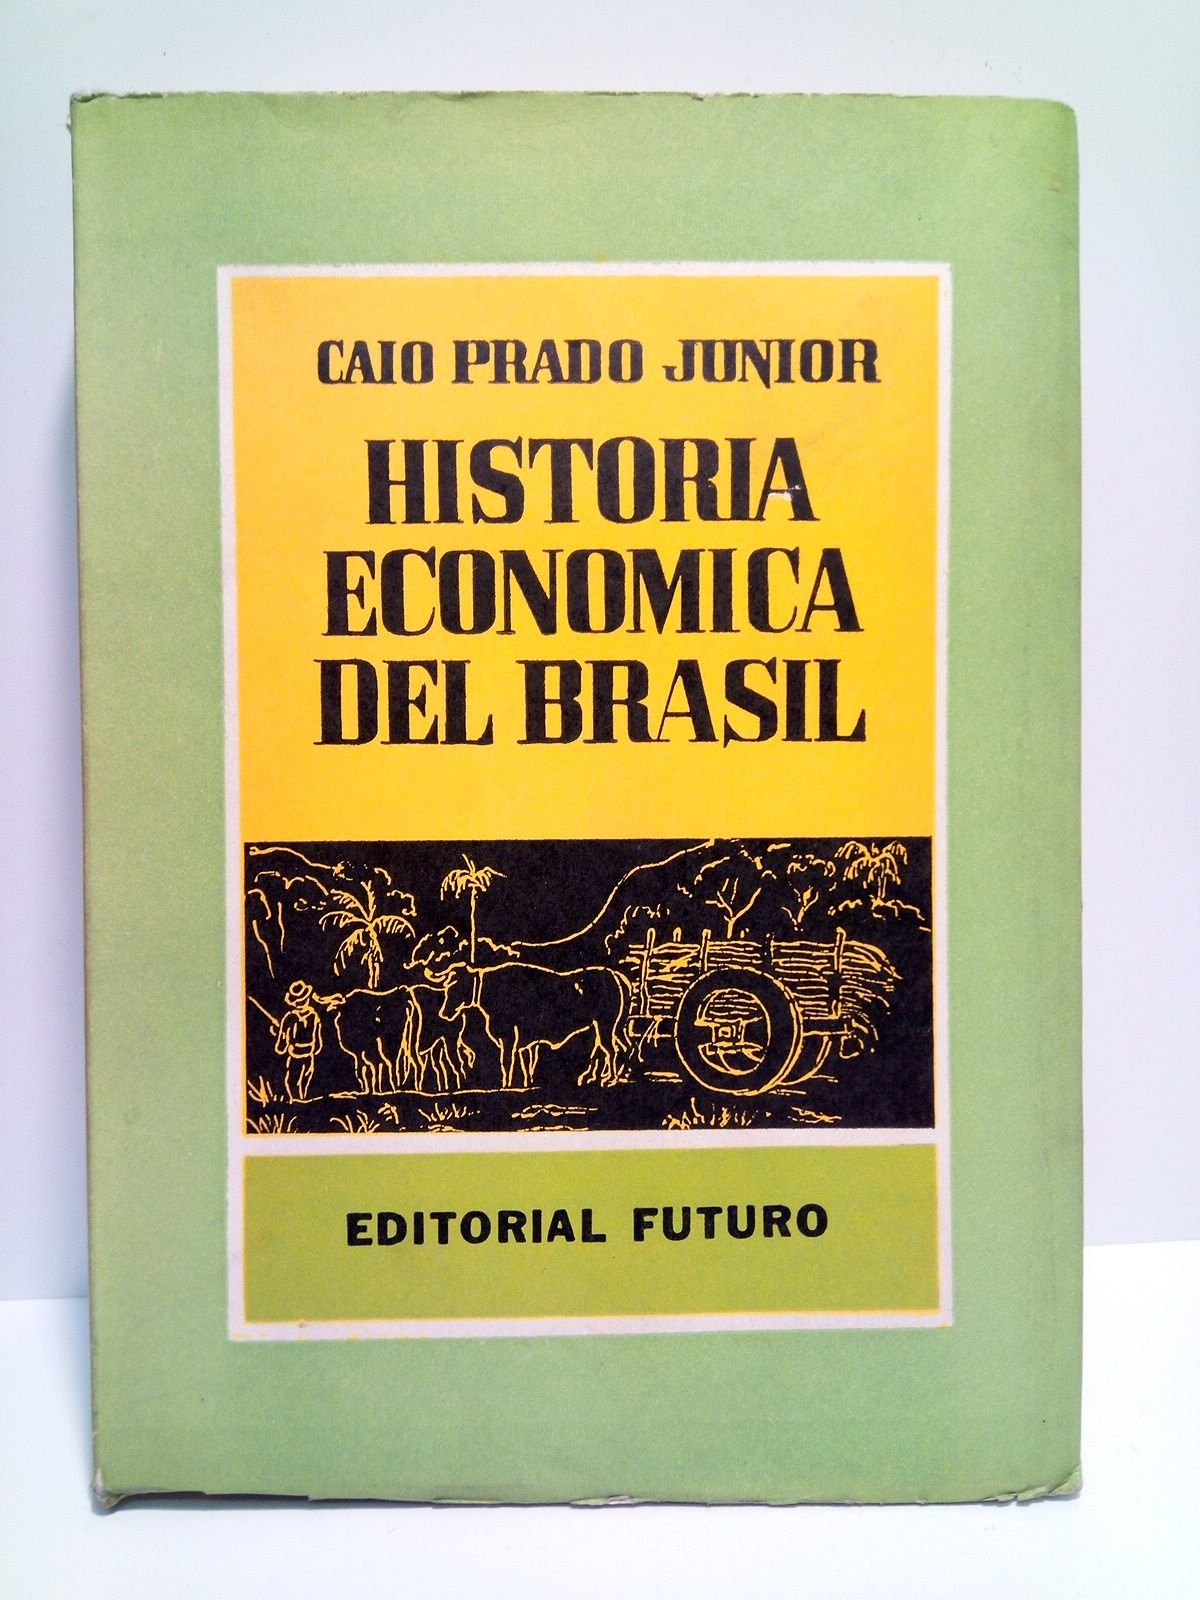 CAIO PRADO JUNIOR
HISTORIA
ECONOMICA
DEL BRASIL
EDITORIAL FUTURO